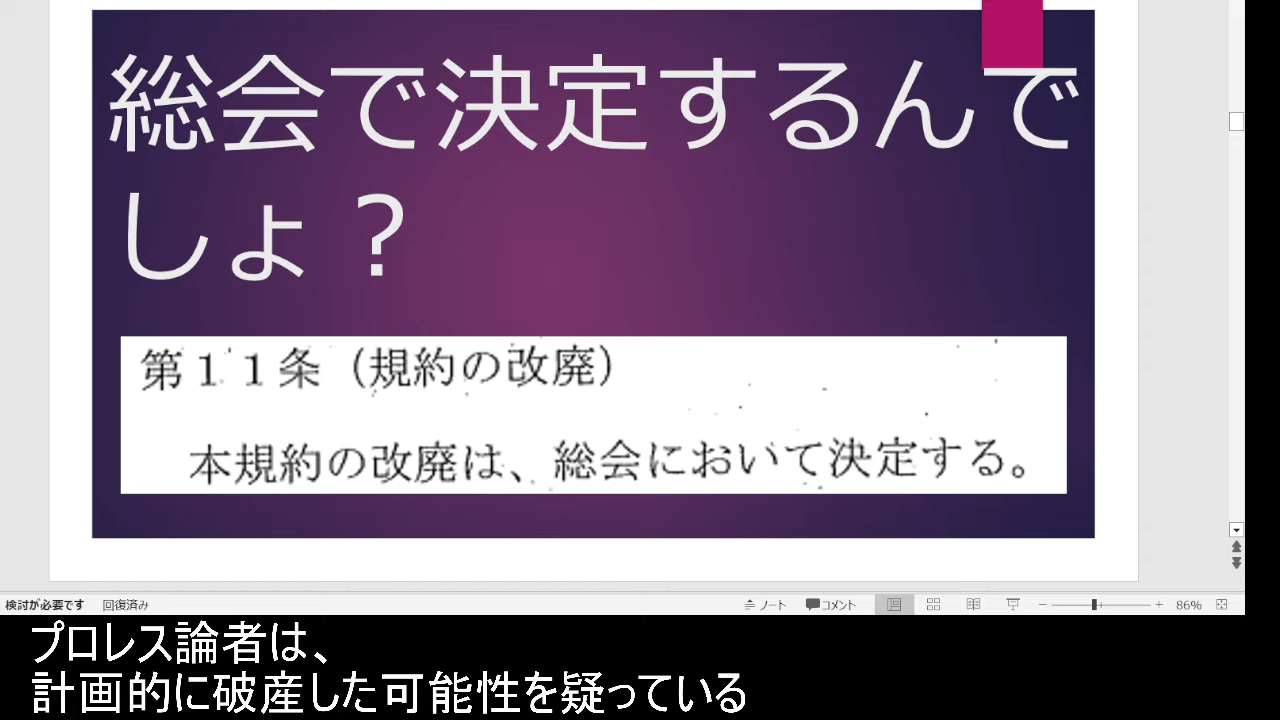 総会で決定するんで
しょ？
第１１条（規約の改廃）
本規約の改廃は、総会において決定する。
検討が必要です 回復済み ノート コメント 86%
プロレス論者は、
計画的に破産した可能性を疑っている